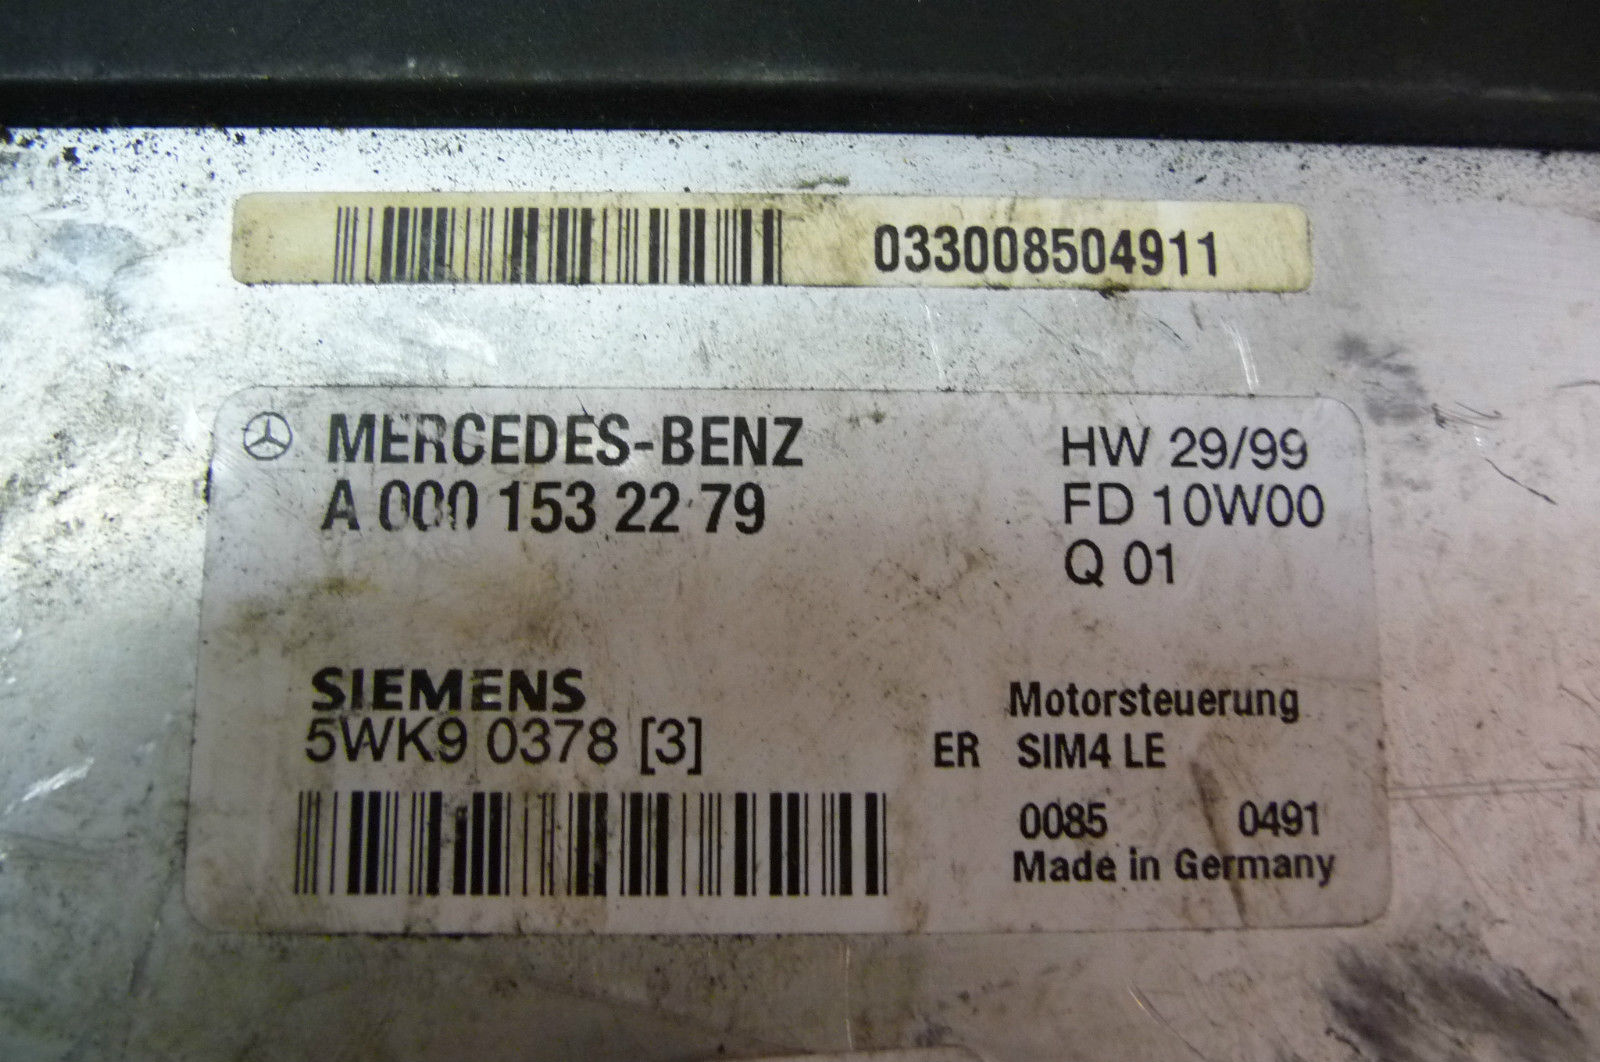 033008504911
MERCEDES-BENZ
A 000 153 22 79
HW 29/99
FD 10W00
Q 01
SIEMENS
5WK9 0378 [3]
Motorsteuerung
ER SIM4 LE
0085 0491
Made in Germany